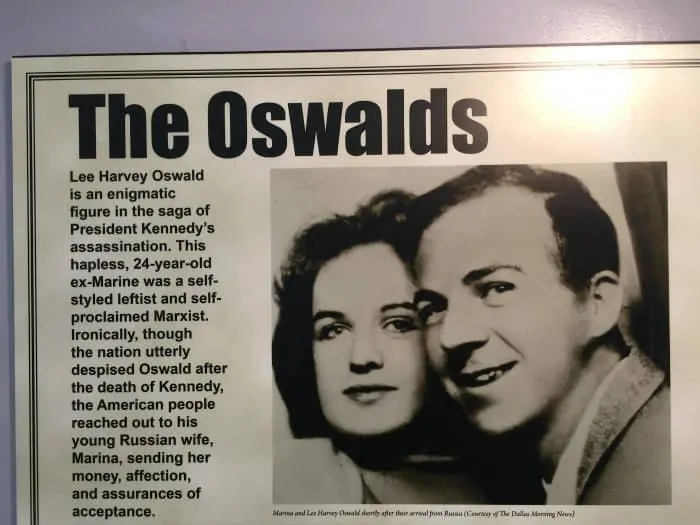 The Oswalds
Lee Harvey Oswald
is an enigmatic
figure in the saga of
President Kennedy's
assassination. This
hapless, 24-year-old
ex-Marine was a self-
styled leftist and self-
proclaimed Marxist.
Ironically, though
the nation utterly
despised Oswald after
the death of Kennedy,
the American people
reached out to his
young Russian wife,
Marina, sending her
money, affection,
and assurances of
acceptance.
Marina and Lee Harvey Oswald shortly after their arrival from Russia (Courtesy of The Dallas Morning News)